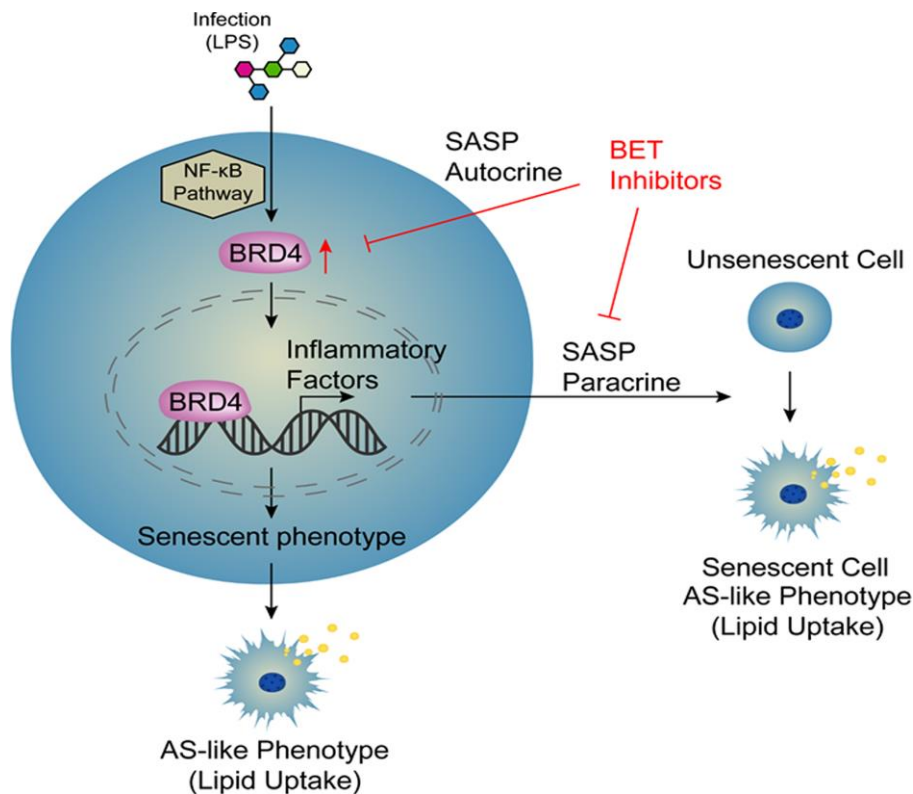 Infection
(LPS)
NF-κB
Pathway
SASP
Autocrine
BET
Inhibitors
BRD4
Unsenescent Cell
Inflammatory
Factors
SASP
Paracrine
BRD4
Senescent phenotype
Senescent Cell
AS-like Phenotype
(Lipid Uptake)
AS-like Phenotype
(Lipid Uptake)